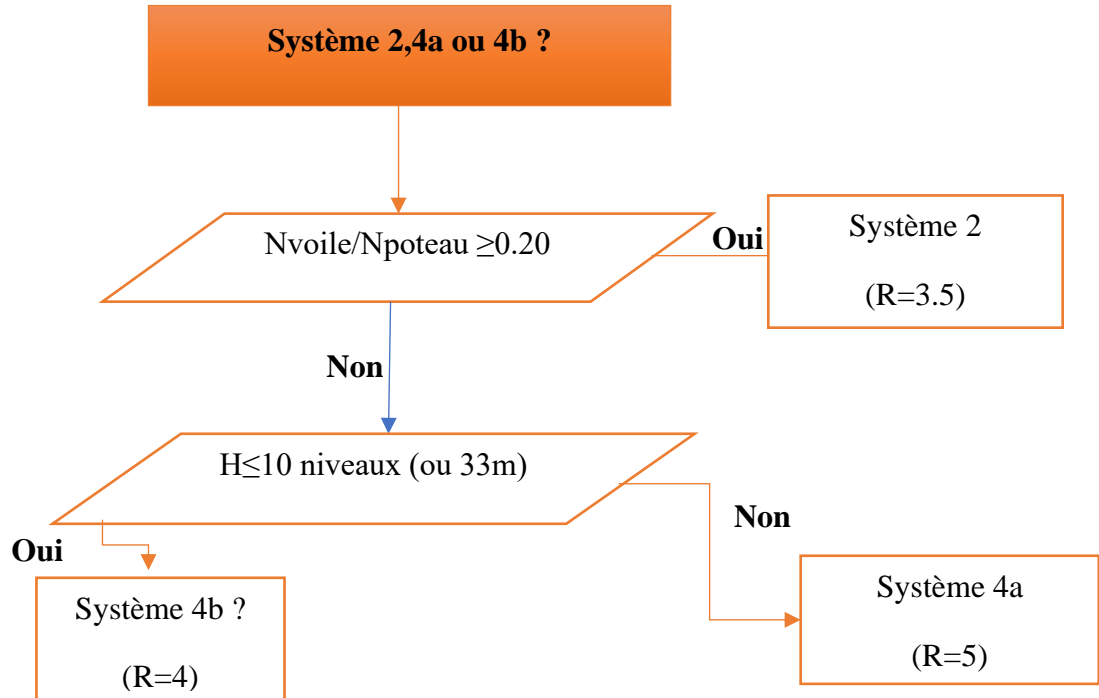 Système 2,4a ou 4b ?
Nvoile/Npoteau ≥0.20
Oui
Système 2
(R=3.5)
Non
H≤10 niveaux (ou 33m)
Non
Oui
Système 4b ?
(R=4)
Système 4a
(R=5)